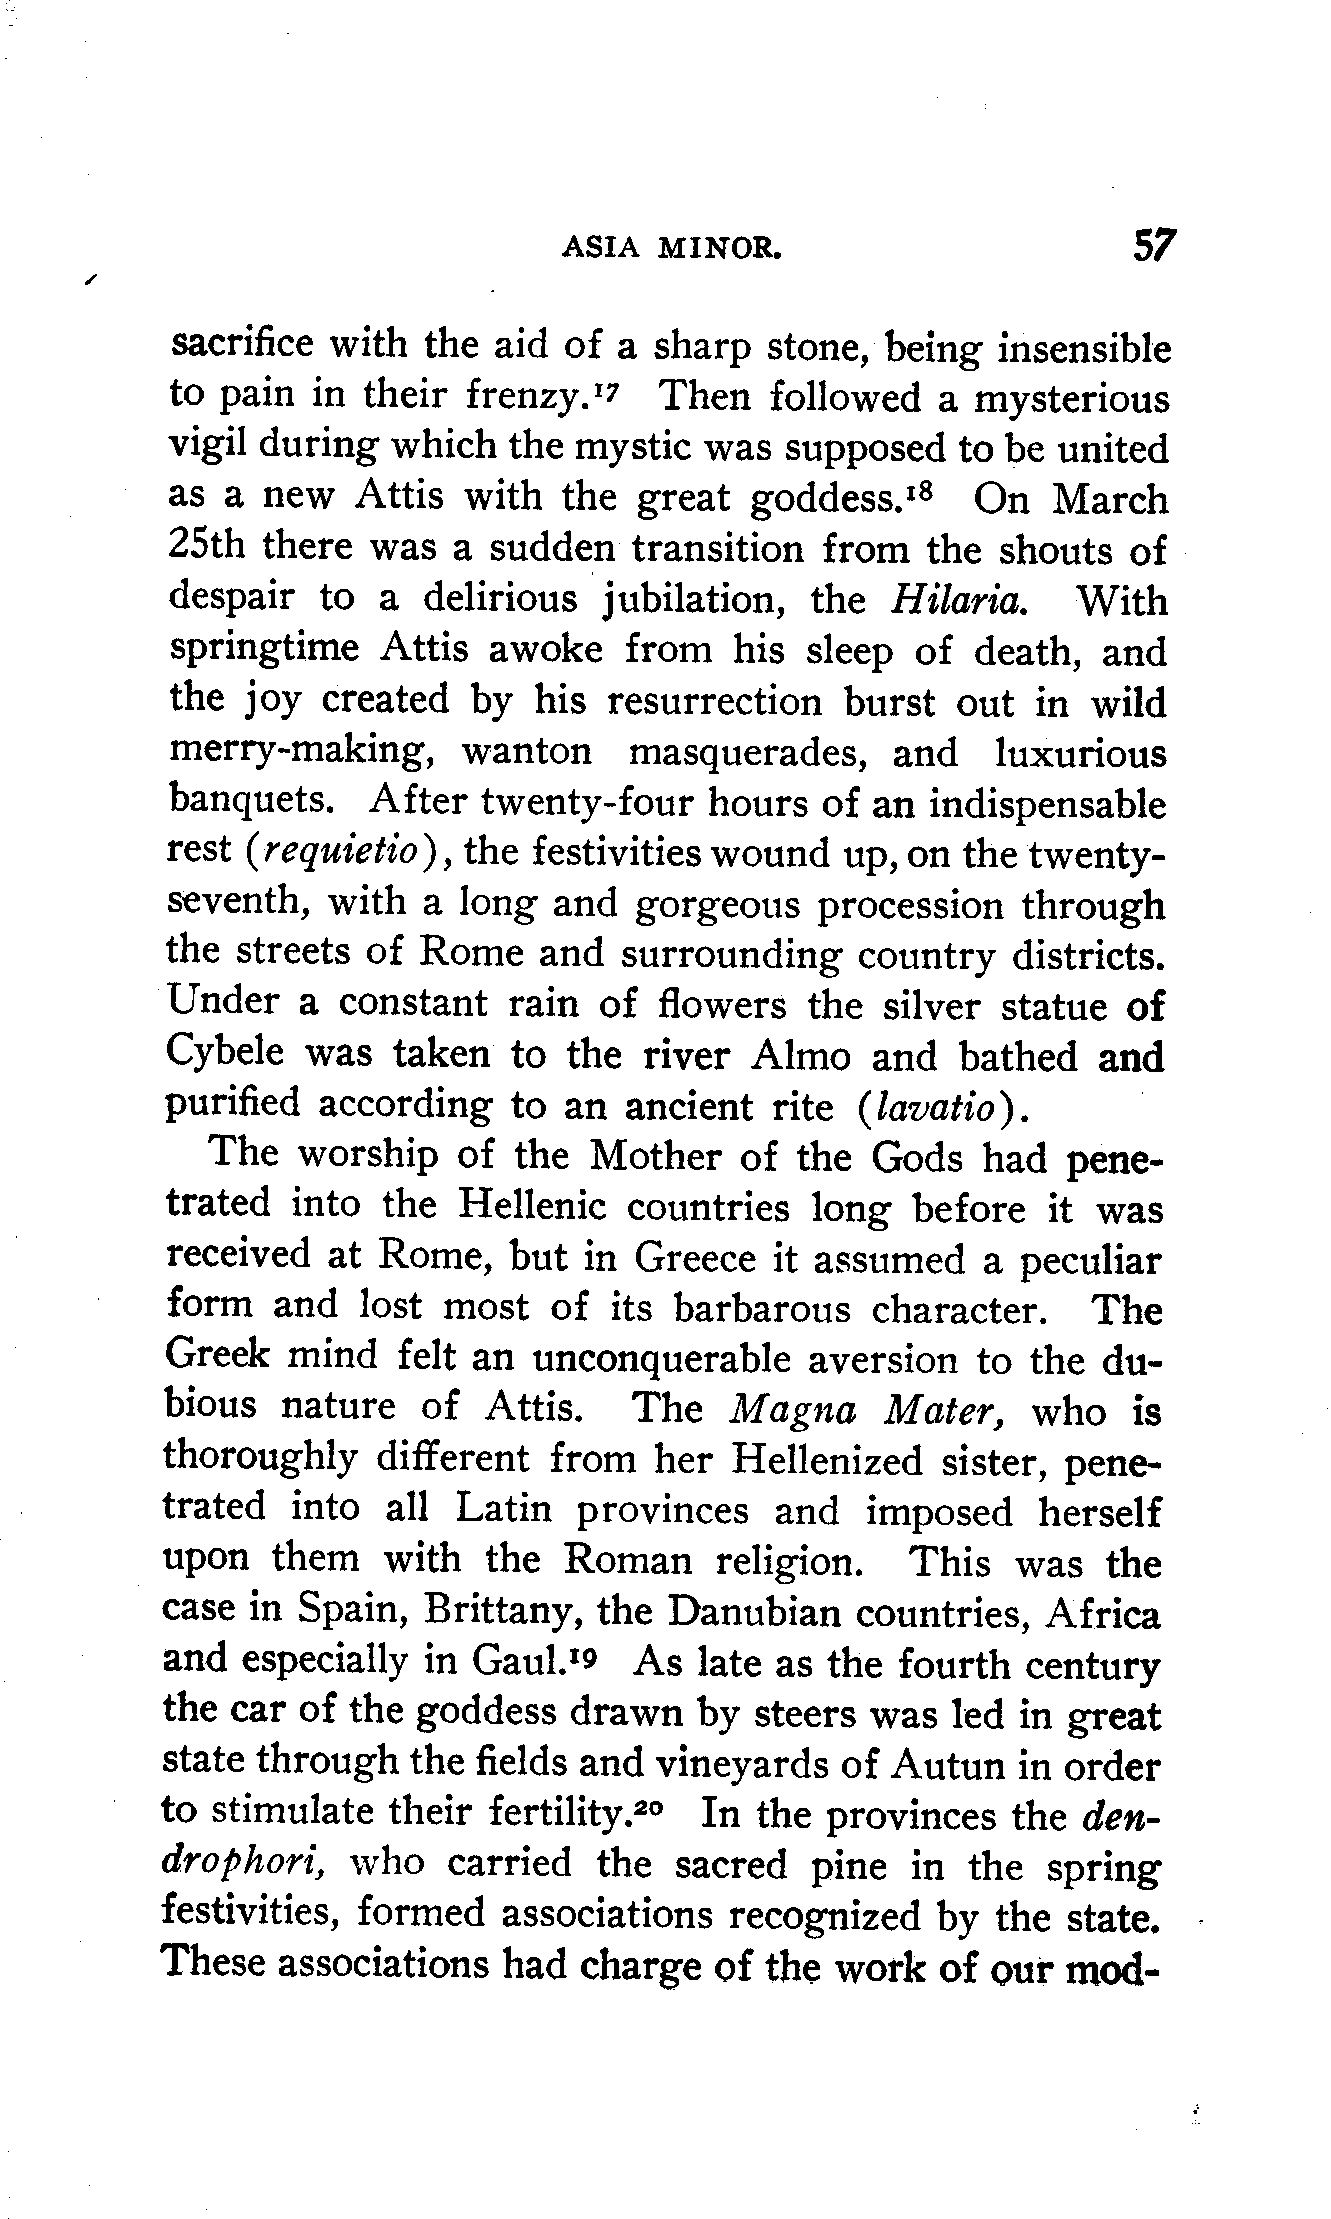 ASIA MINOR. 57
sacrifice with the aid of a sharp stone, being insensible
to pain in their frenzy.¹⁷ Then followed a mysterious
vigil during which the mystic was supposed to be united
as a new Attis with the great goddess.¹⁸ On March
25th there was a sudden transition from the shouts of
despair to a delirious jubilation, the Hilaria. With
springtime Attis awoke from his sleep of death, and
the joy created by his resurrection burst out in wild
merry-making, wanton masquerades, and luxurious
banquets. After twenty-four hours of an indispensable
rest (requietio), the festivities wound up, on the twenty-
seventh, with a long and gorgeous procession through
the streets of Rome and surrounding country districts.
Under a constant rain of flowers the silver statue of
Cybele was taken to the river Almo and bathed and
purified according to an ancient rite (lavatio).
The worship of the Mother of the Gods had pene-
trated into the Hellenic countries long before it was
received at Rome, but in Greece it assumed a peculiar
form and lost most of its barbarous character. The
Greek mind felt an unconquerable aversion to the du-
bious nature of Attis. The Magna Mater, who is
thoroughly different from her Hellenized sister, pene-
trated into all Latin provinces and imposed herself
upon them with the Roman religion. This was the
case in Spain, Brittany, the Danubian countries, Africa
and especially in Gaul.¹⁹ As late as the fourth century
the car of the goddess drawn by steers was led in great
state through the fields and vineyards of Autun in order
to stimulate their fertility.²⁰ In the provinces the den-
drophori, who carried the sacred pine in the spring
festivities, formed associations recognized by the state.
These associations had charge of the work of our mod-